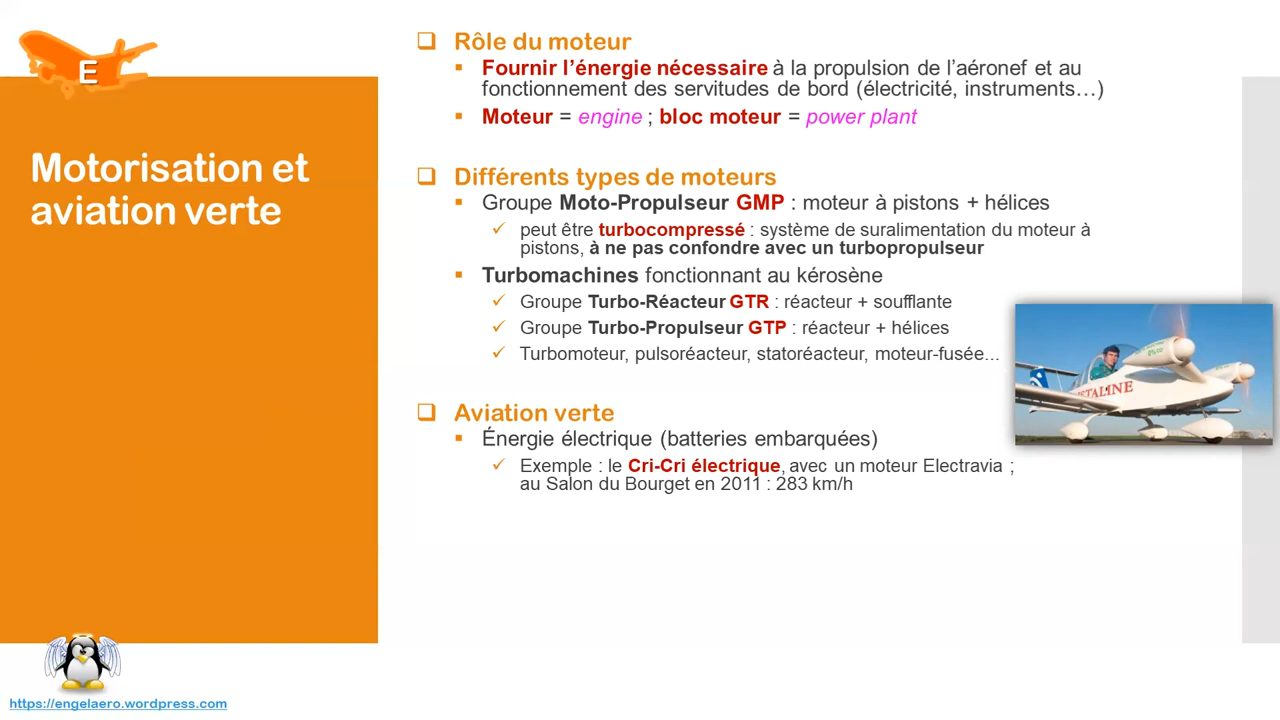 E
Motorisation et
aviation verte
Rôle du moteur
Fournir l’énergie nécessaire à la propulsion de l’aéronef et au
fonctionnement des servitudes de bord (électricité, instruments…)
Moteur = engine ; bloc moteur = power plant
Différents types de moteurs
Groupe Moto-Propulseur GMP : moteur à pistons + hélices
peut être turbocompressé : système de suralimentation du moteur à
pistons, à ne pas confondre avec un turbopropulseur
Turbomachines fonctionnant au kérosène
Groupe Turbo-Réacteur GTR : réacteur + soufflante
Groupe Turbo-Propulseur GTP : réacteur + hélices
Turbomoteur, pulsoréacteur, statoréacteur, moteur-fusée...
Aviation verte
Énergie électrique (batteries embarquées)
Exemple : le Cri-Cri électrique, avec un moteur Electravia ;
au Salon du Bourget en 2011 : 283 km/h
https://engelaero.wordpress.com